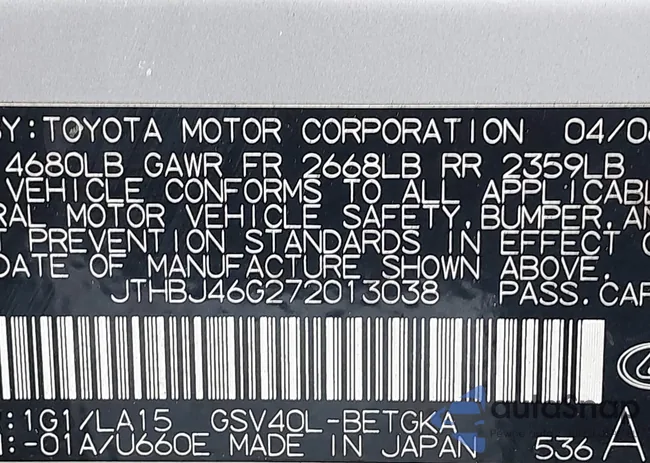 BY:TOYOTA MOTOR CORPORATION 04/06
4680LB GAWR FR 2668LB RR 2359LB
VEHICLE CONFORMS TO ALL APPLICABL
RAL MOTOR VEHICLE SAFETY, BUMPER, AN
T PREVENTION STANDARDS IN EFFECT O
DATE OF MANUFACTURE SHOWN ABOVE.
JTHBJ46G272013038 PASS. CAR
:1G1/LA15 GSV40L-BETGKA
:-01A/U660E MADE IN JAPAN 536 A
autoSnap